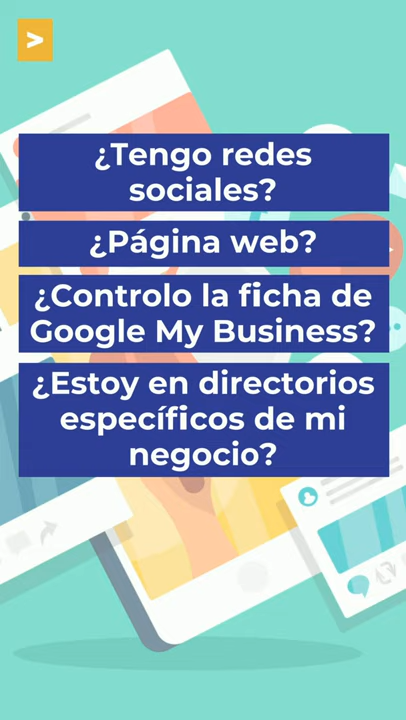 >
¿Tengo redes
sociales?
¿Página web?
¿Controlo la ficha de
Google My Business?
¿Estoy en directorios
específicos de mi
negocio?